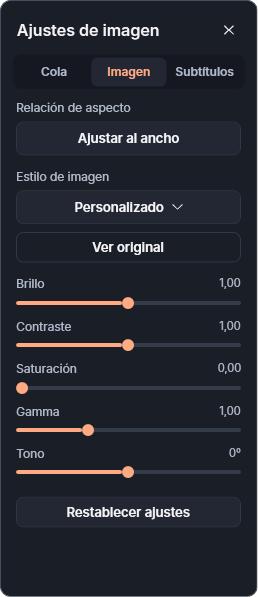 Ajustes de imagen
Cola Imagen Subtítulos
Relación de aspecto
Ajustar al ancho
Estilo de imagen
Personalizado
Ver original
Brillo 1,00
Contraste 1,00
Saturación 0,00
Gamma 1,00
Tono 0º
Restablecer ajustes